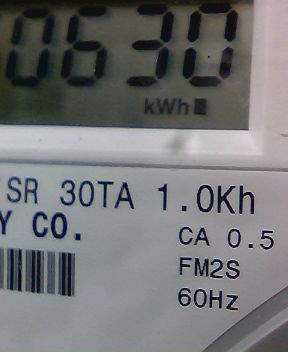 0630
kWh
SR 30TA 1.0Kh
Y CO.
CA 0.5
FM2S
60Hz